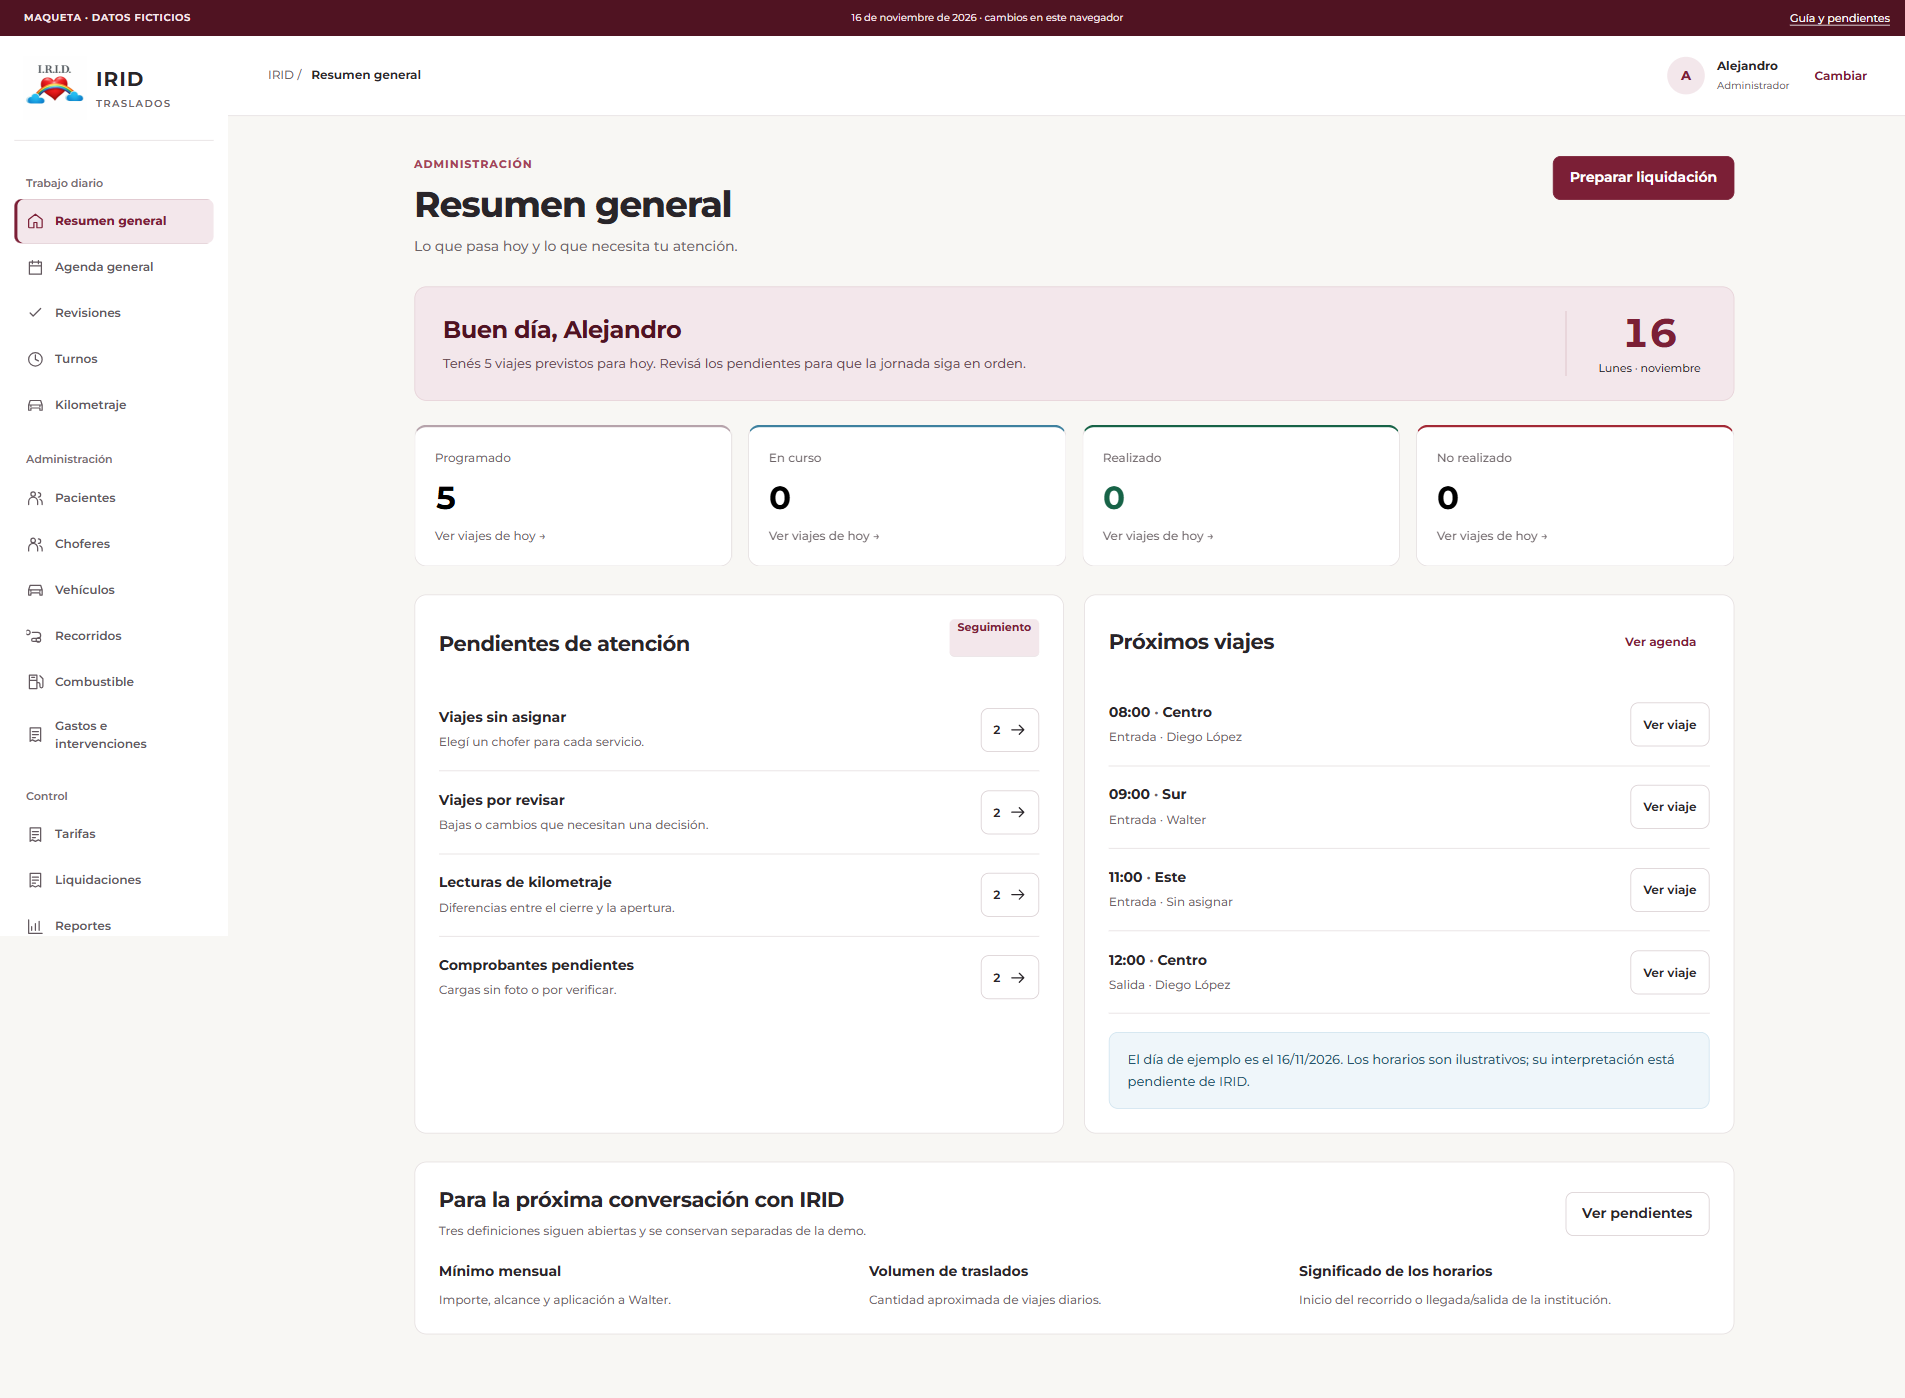 MAQUETA · DATOS FICTICIOS
16 de noviembre de 2026 · cambios en este navegador
Guía y pendientes
I.R.I.D.
IRID
TRASLADOS
IRID / Resumen general
A
Alejandro
Administrador
Cambiar
Trabajo diario
Resumen general
Agenda general
Revisiones
Turnos
Kilometraje
Administración
Pacientes
Choferes
Vehículos
Recorridos
Combustible
Gastos e
intervenciones
Control
Tarifas
Liquidaciones
Reportes
ADMINISTRACIÓN
Resumen general
Lo que pasa hoy y lo que necesita tu atención.
Preparar liquidación
Buen día, Alejandro
Tenés 5 viajes previstos para hoy. Revisá los pendientes para que la jornada siga en orden.
16
Lunes · noviembre
Programado
5
Ver viajes de hoy →
En curso
0
Ver viajes de hoy →
Realizado
0
Ver viajes de hoy →
No realizado
0
Ver viajes de hoy →
Pendientes de atención
Seguimiento
Viajes sin asignar
Elegí un chofer para cada servicio.
2 →
Viajes por revisar
Bajas o cambios que necesitan una decisión.
2 →
Lecturas de kilometraje
Diferencias entre el cierre y la apertura.
2 →
Comprobantes pendientes
Cargas sin foto o por verificar.
2 →
Próximos viajes
Ver agenda
08:00 · Centro
Entrada · Diego López
Ver viaje
09:00 · Sur
Entrada · Walter
Ver viaje
11:00 · Este
Entrada · Sin asignar
Ver viaje
12:00 · Centro
Salida · Diego López
Ver viaje
El día de ejemplo es el 16/11/2026. Los horarios son ilustrativos; su interpretación está
pendiente de IRID.
Para la próxima conversación con IRID
Tres definiciones siguen abiertas y se conservan separadas de la demo.
Ver pendientes
Mínimo mensual
Importe, alcance y aplicación a Walter.
Volumen de traslados
Cantidad aproximada de viajes diarios.
Significado de los horarios
Inicio del recorrido o llegada/salida de la institución.